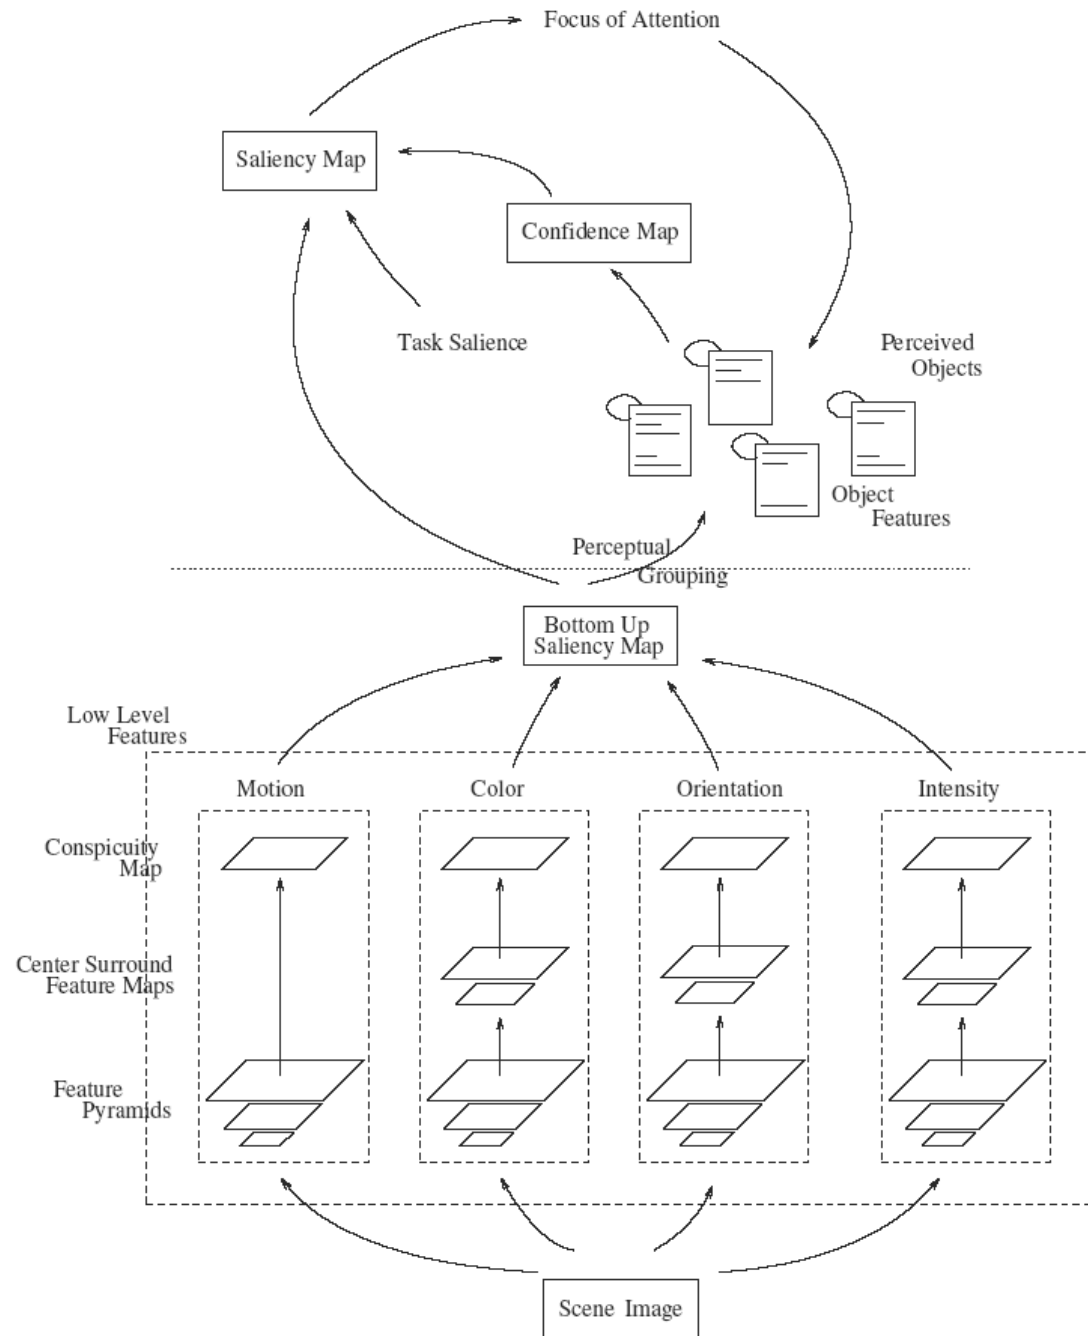 Focus of Attention
Saliency Map
Confidence Map
Task Salience
Perceived
Objects
Object
Features
Perceptual
Grouping
Bottom Up
Saliency Map
Low Level
Features
Motion
Color
Orientation
Intensity
Conspicuity
Map
Center Surround
Feature Maps
Feature
Pyramids
Scene Image